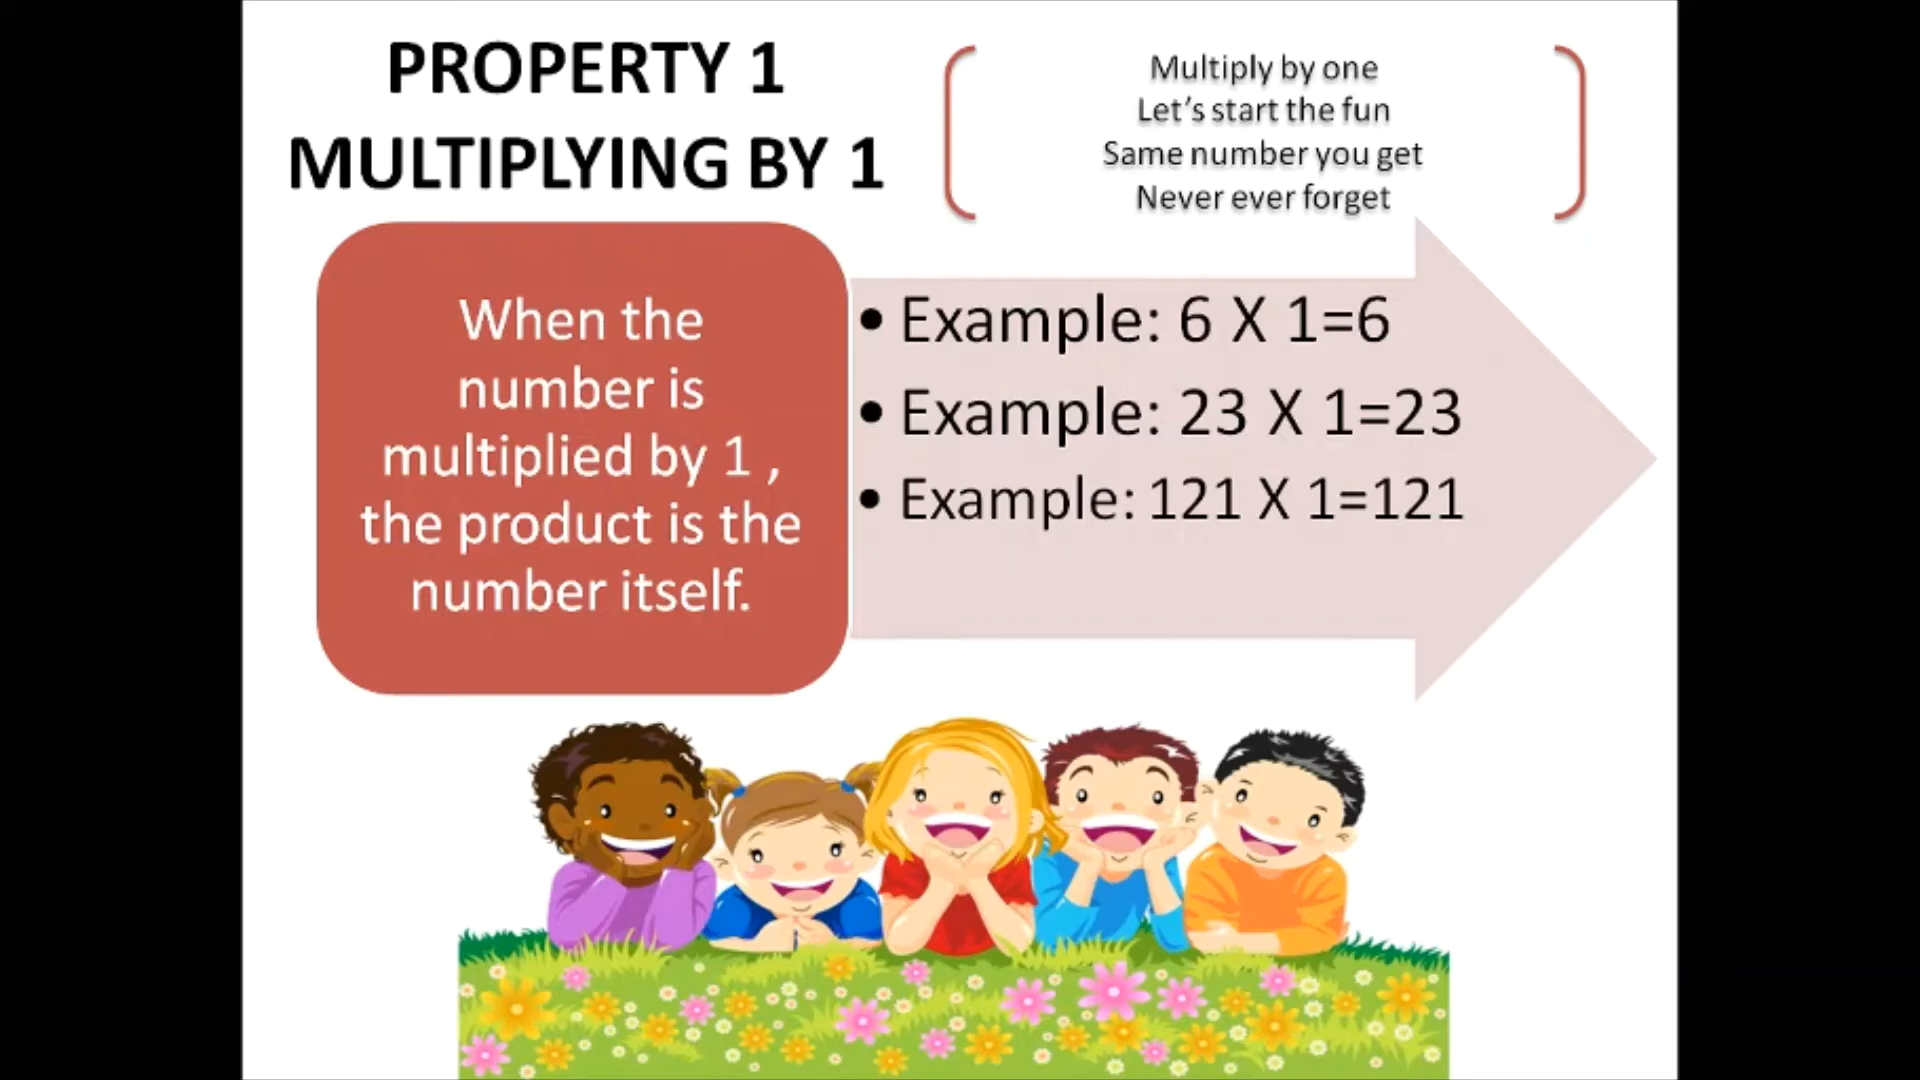 PROPERTY 1
MULTIPLYING BY 1
Multiply by one
Let's start the fun
Same number you get
Never ever forget
When the
number is
multiplied by 1 ,
the product is the
number itself.
• Example: 6 X 1=6
• Example: 23 X 1=23
• Example: 121 X 1=121